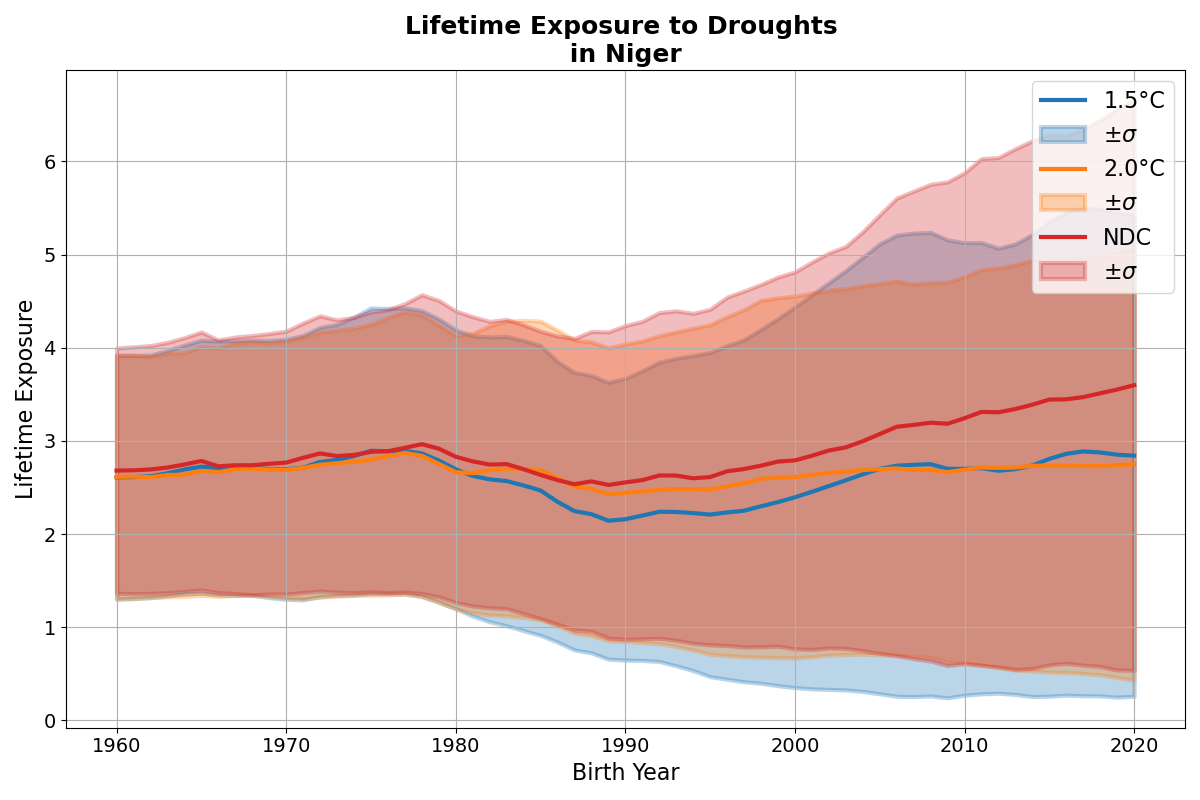 Lifetime Exposure to Droughts
in Niger
Lifetime Exposure
6
5
4
3
2
1
0
1960 1970 1980 1990 2000 2010 2020
Birth Year
1.5°C
±σ
2.0°C
±σ
NDC
±σ